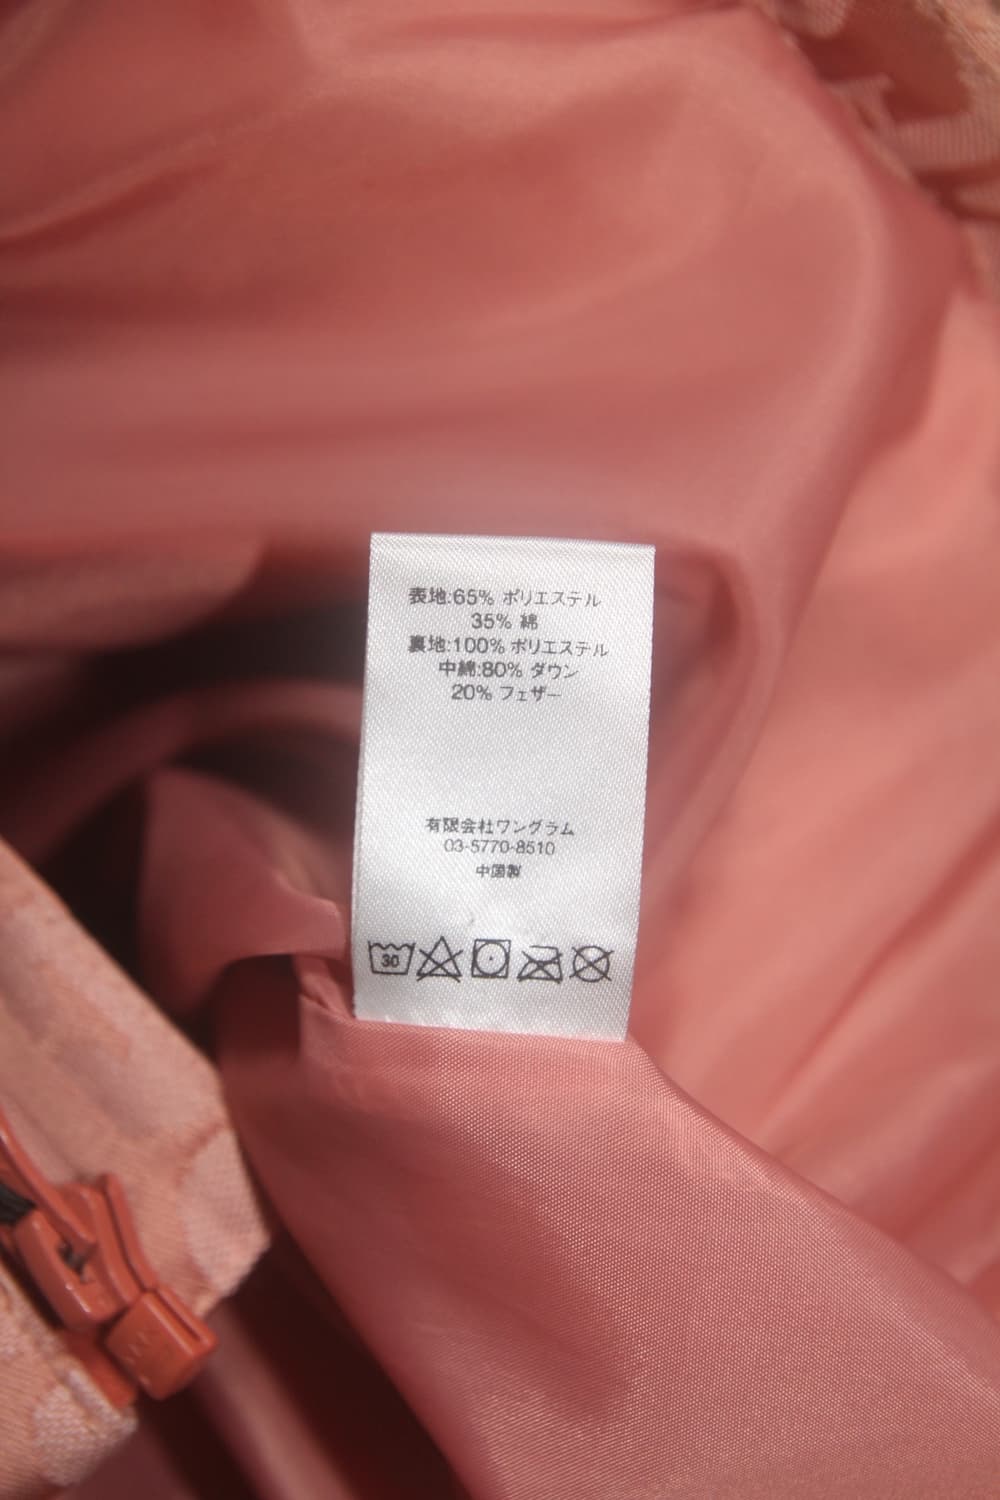 表地:65% ポリエステル
35% 綿
裏地:100% ポリエステル
中綿:80% ダウン
20% フェザー
有限会社ワングラム
03-5770-8510
中国製
30